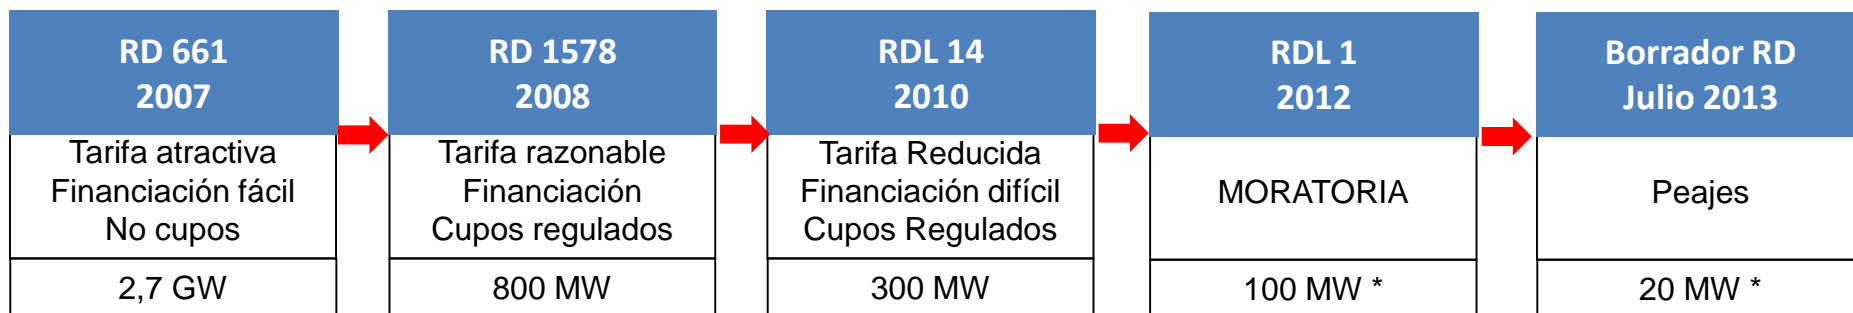 RD 661
2007
Tarifa atractiva
Financiación fácil
No cupos
2,7 GW
RD 1578
2008
Tarifa razonable
Financiación
Cupos regulados
800 MW
RDL 14
2010
Tarifa Reducida
Financiación difícil
Cupos Regulados
300 MW
RDL 1
2012
MORATORIA
100 MW *
Borrador RD
Julio 2013
Peajes
20 MW *